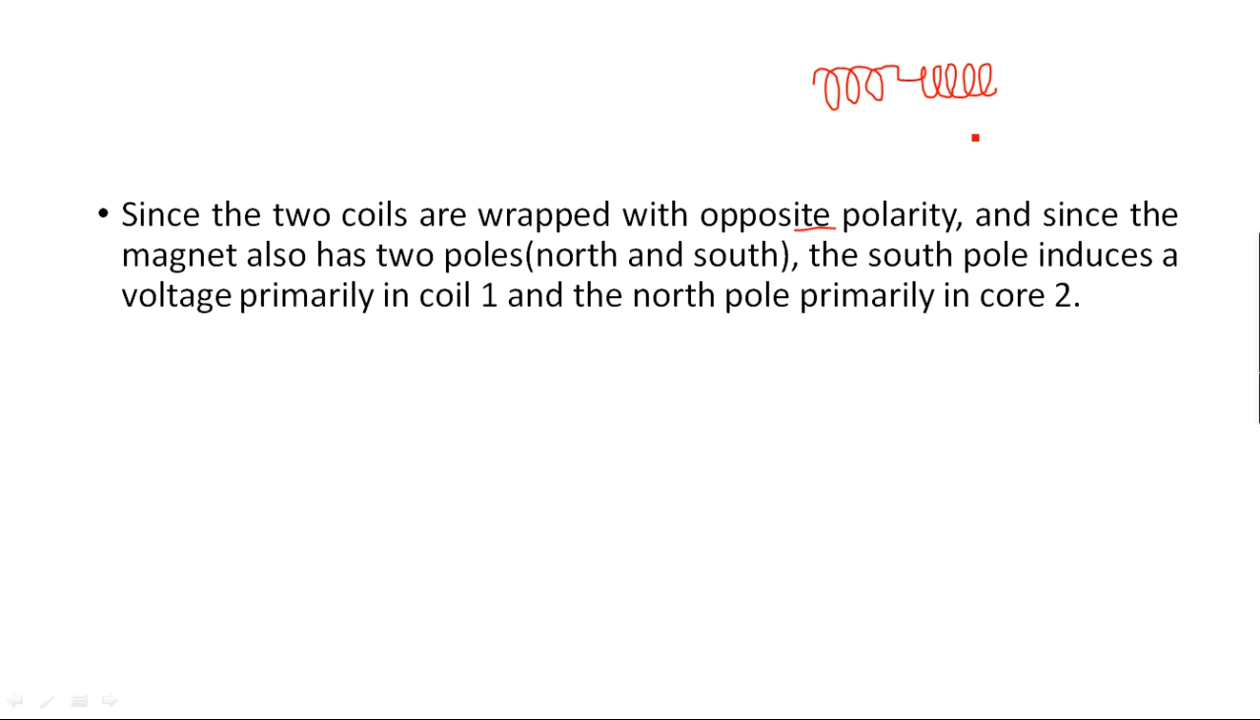 • Since the two coils are wrapped with opposite polarity, and since the
magnet also has two poles(north and south), the south pole induces a
voltage primarily in coil 1 and the north pole primarily in core 2.